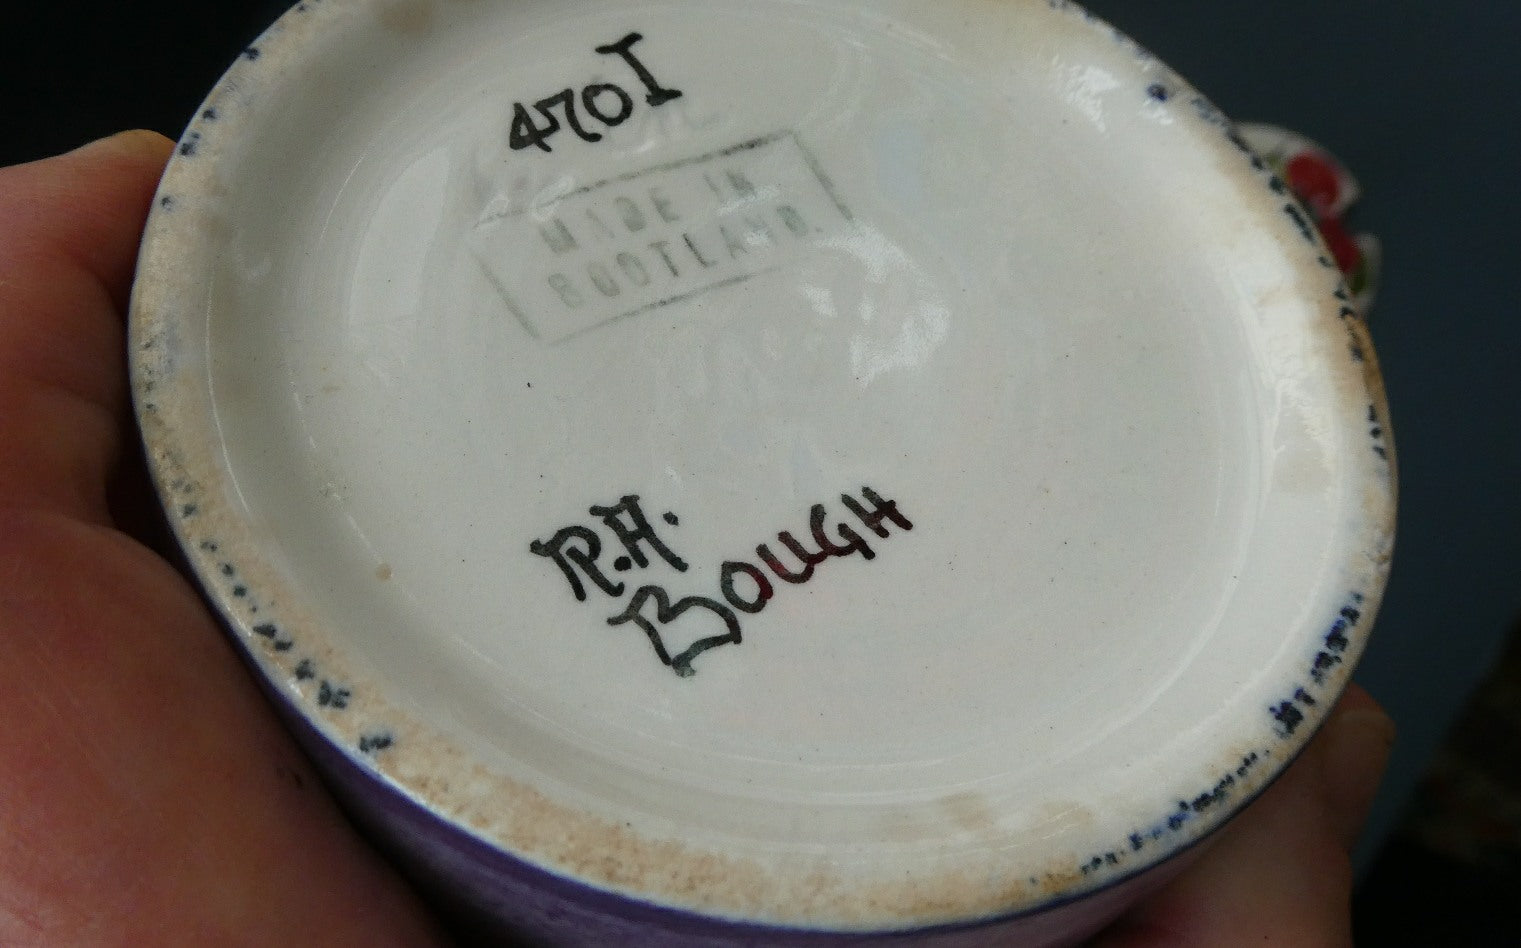 470I
MADE IN
SCOTLAND.
R.A.
BOUGH